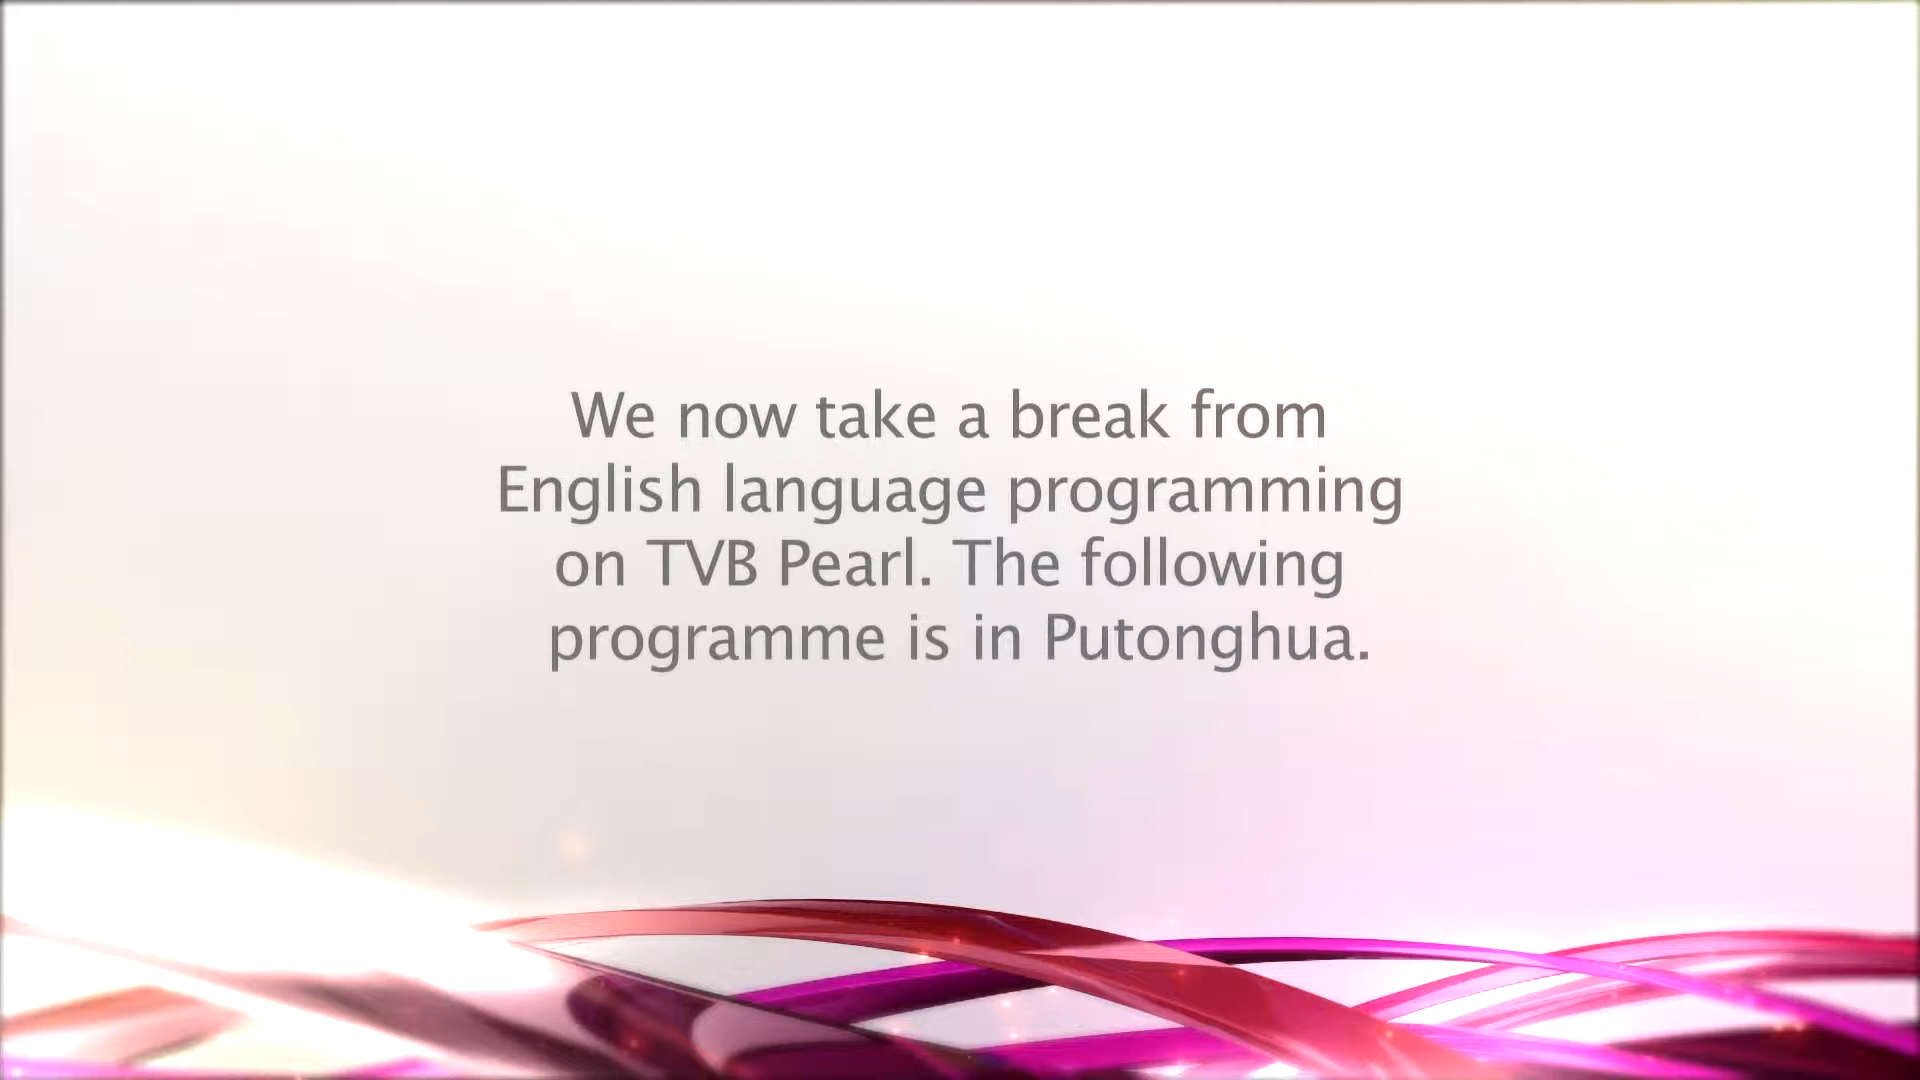 We now take a break from
English language programming
on TVB Pearl. The following
programme is in Putonghua.